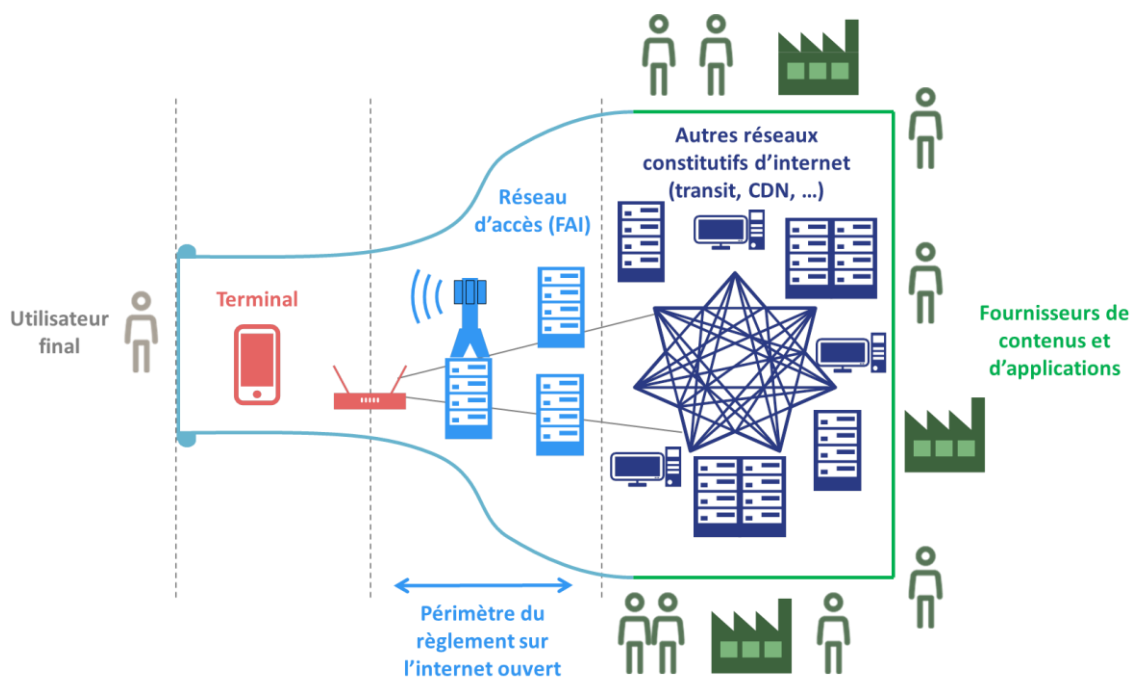 Utilisateur
final
Terminal
Réseau
d’accès (FAI)
Autres réseaux
constitutifs d’internet
(transit, CDN, …)
Fournisseurs de
contenus et
d’applications
Périmètre du
règlement sur
l’internet ouvert